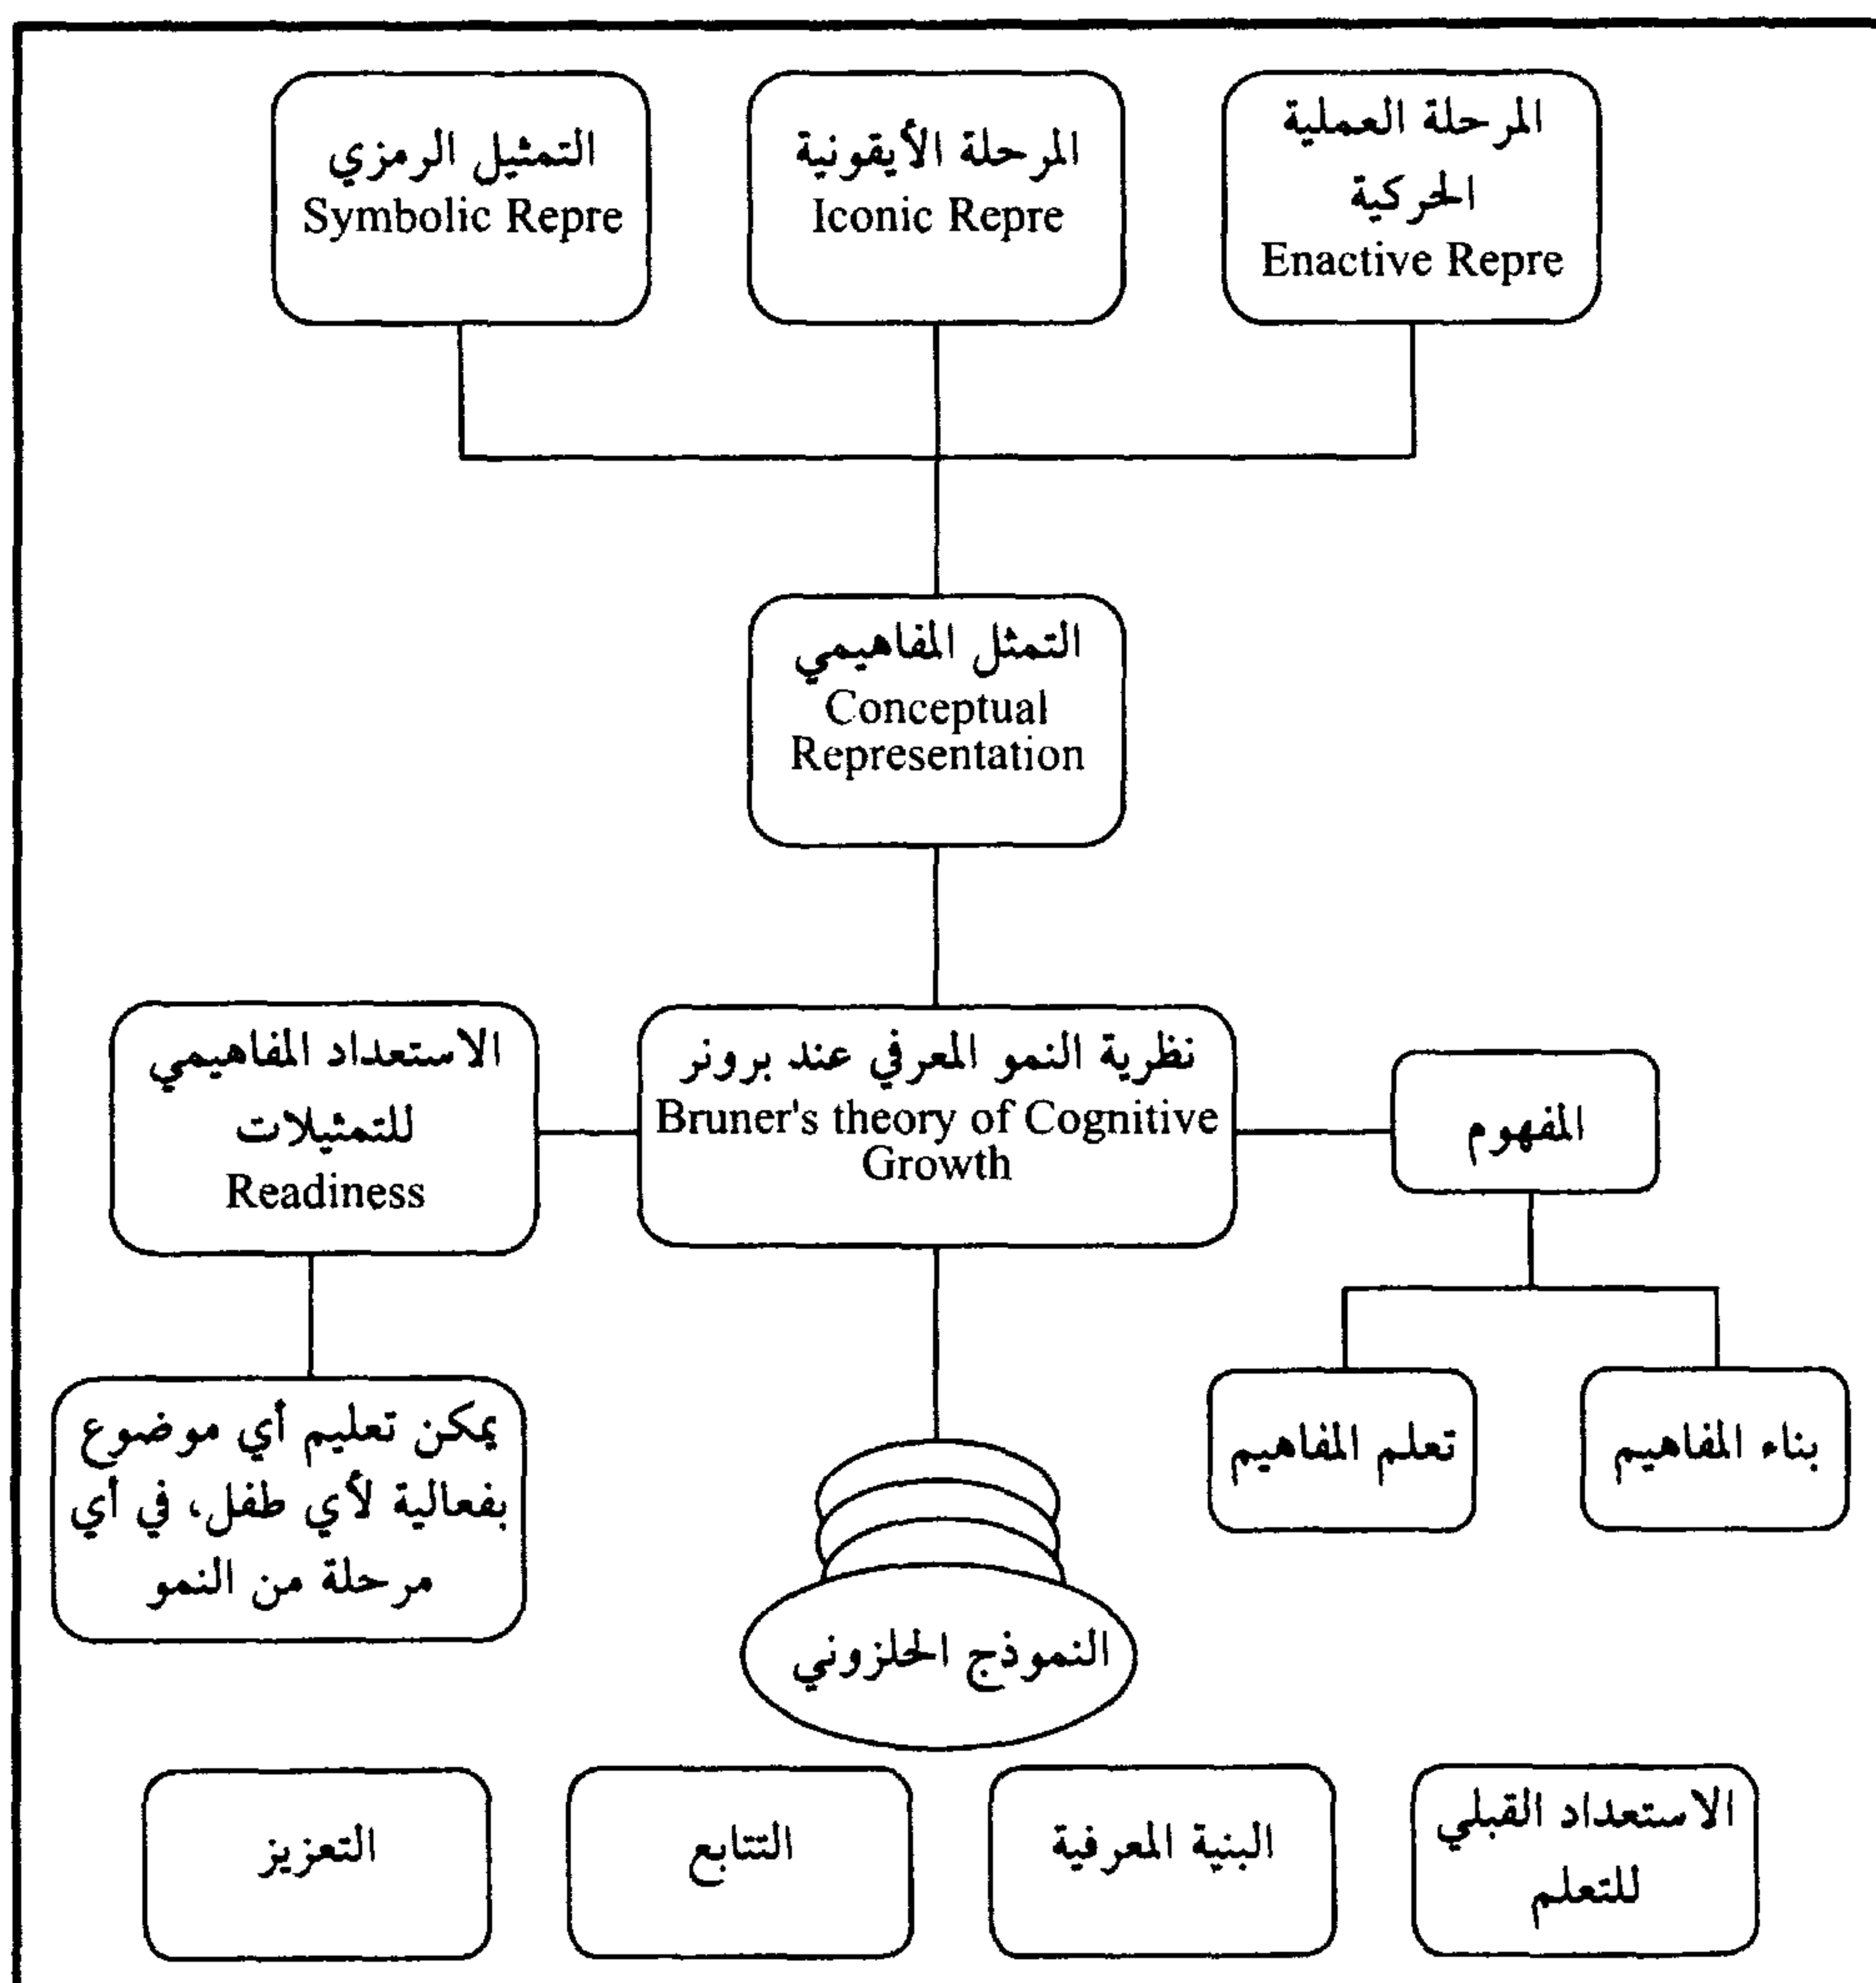 المرحلة العملية
الحركية
Enactive Repre
المرحلة الأيقونية
Iconic Repre
التمثيل الرمزي
Symbolic Repre
التمثل المفاهيمي
Conceptual
Representation
المفهوم
نظرية النمو المعرفي عند برونر
Bruner's theory of Cognitive
Growth
الاستعداد المفاهيمي
للتمثيلات
Readiness
بناء المفاهيم
تعلم المفاهيم
يمكن تعليم أي موضوع
بفعالية لأي طفل، في أي
مرحلة من النمو
النموذج الحلزوني
الاستعداد القبلي
للتعلم
البنية المعرفية
التتابع
التعزيز